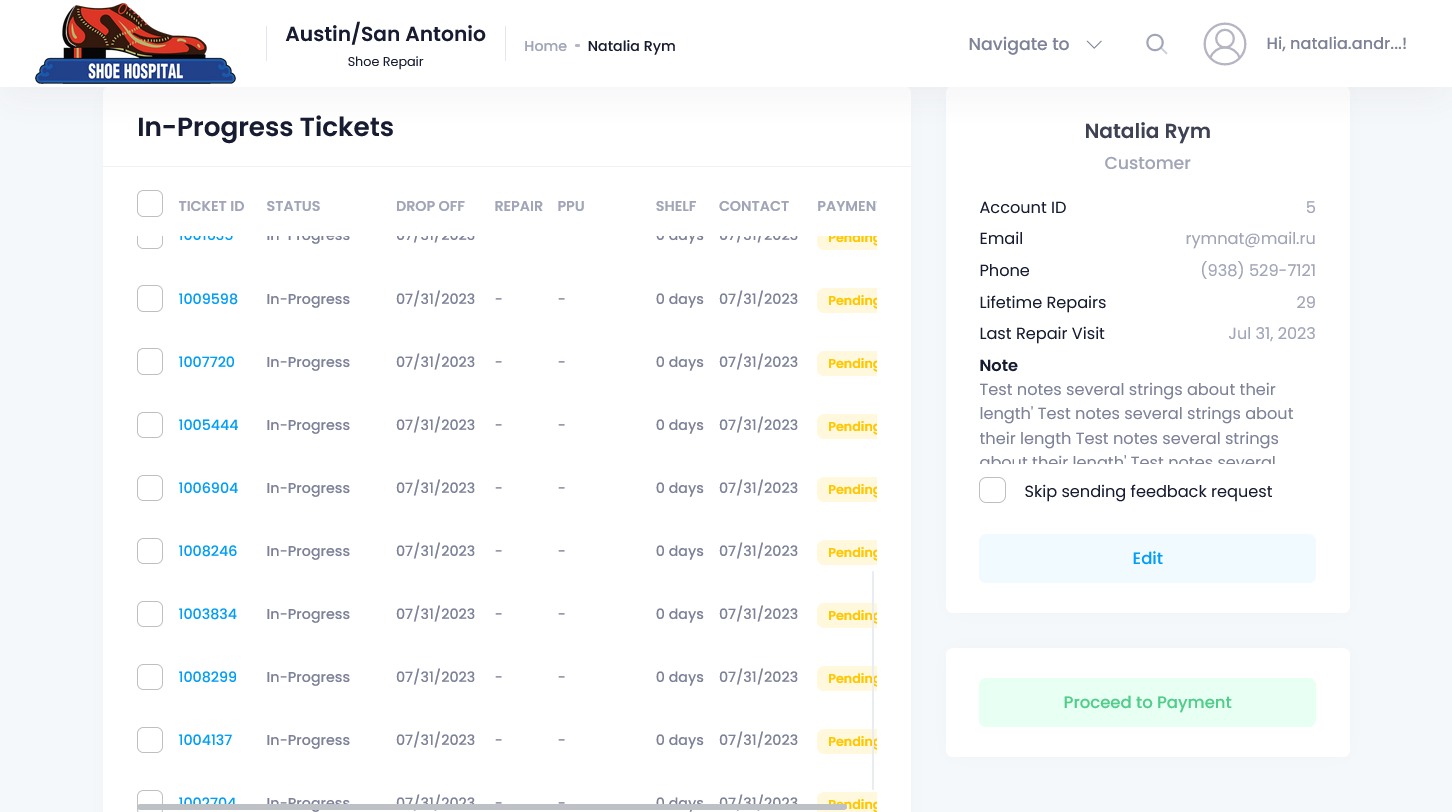 SHOE HOSPITAL
Austin/San Antonio
Shoe Repair
Home - Natalia Rym
Navigate to
Hi, natalia.andr...!
In-Progress Tickets
TICKET ID STATUS DROP OFF REPAIR PPU SHELF CONTACT PAYMEN
In-Progress 07/31/2023 0 days 07/31/2023 Pending
1009598 In-Progress 07/31/2023 - - 0 days 07/31/2023 Pending
1007720 In-Progress 07/31/2023 - - 0 days 07/31/2023 Pending
1005444 In-Progress 07/31/2023 - - 0 days 07/31/2023 Pending
1006904 In-Progress 07/31/2023 - - 0 days 07/31/2023 Pending
1008246 In-Progress 07/31/2023 - - 0 days 07/31/2023 Pending
1003834 In-Progress 07/31/2023 - - 0 days 07/31/2023 Pending
1008299 In-Progress 07/31/2023 - - 0 days 07/31/2023 Pending
1004137 In-Progress 07/31/2023 - - 0 days 07/31/2023 Pending
1002704 In-Progress 07/31/2023 - - 0 days 07/31/2023 Pending
Natalia Rym
Customer
Account ID 5
Email rymnat@mail.ru
Phone (938) 529-7121
Lifetime Repairs 29
Last Repair Visit Jul 31, 2023
Note
Test notes several strings about their
length' Test notes several strings about
their length Test notes several strings
about their length' Test notes several
Skip sending feedback request
Edit
Proceed to Payment